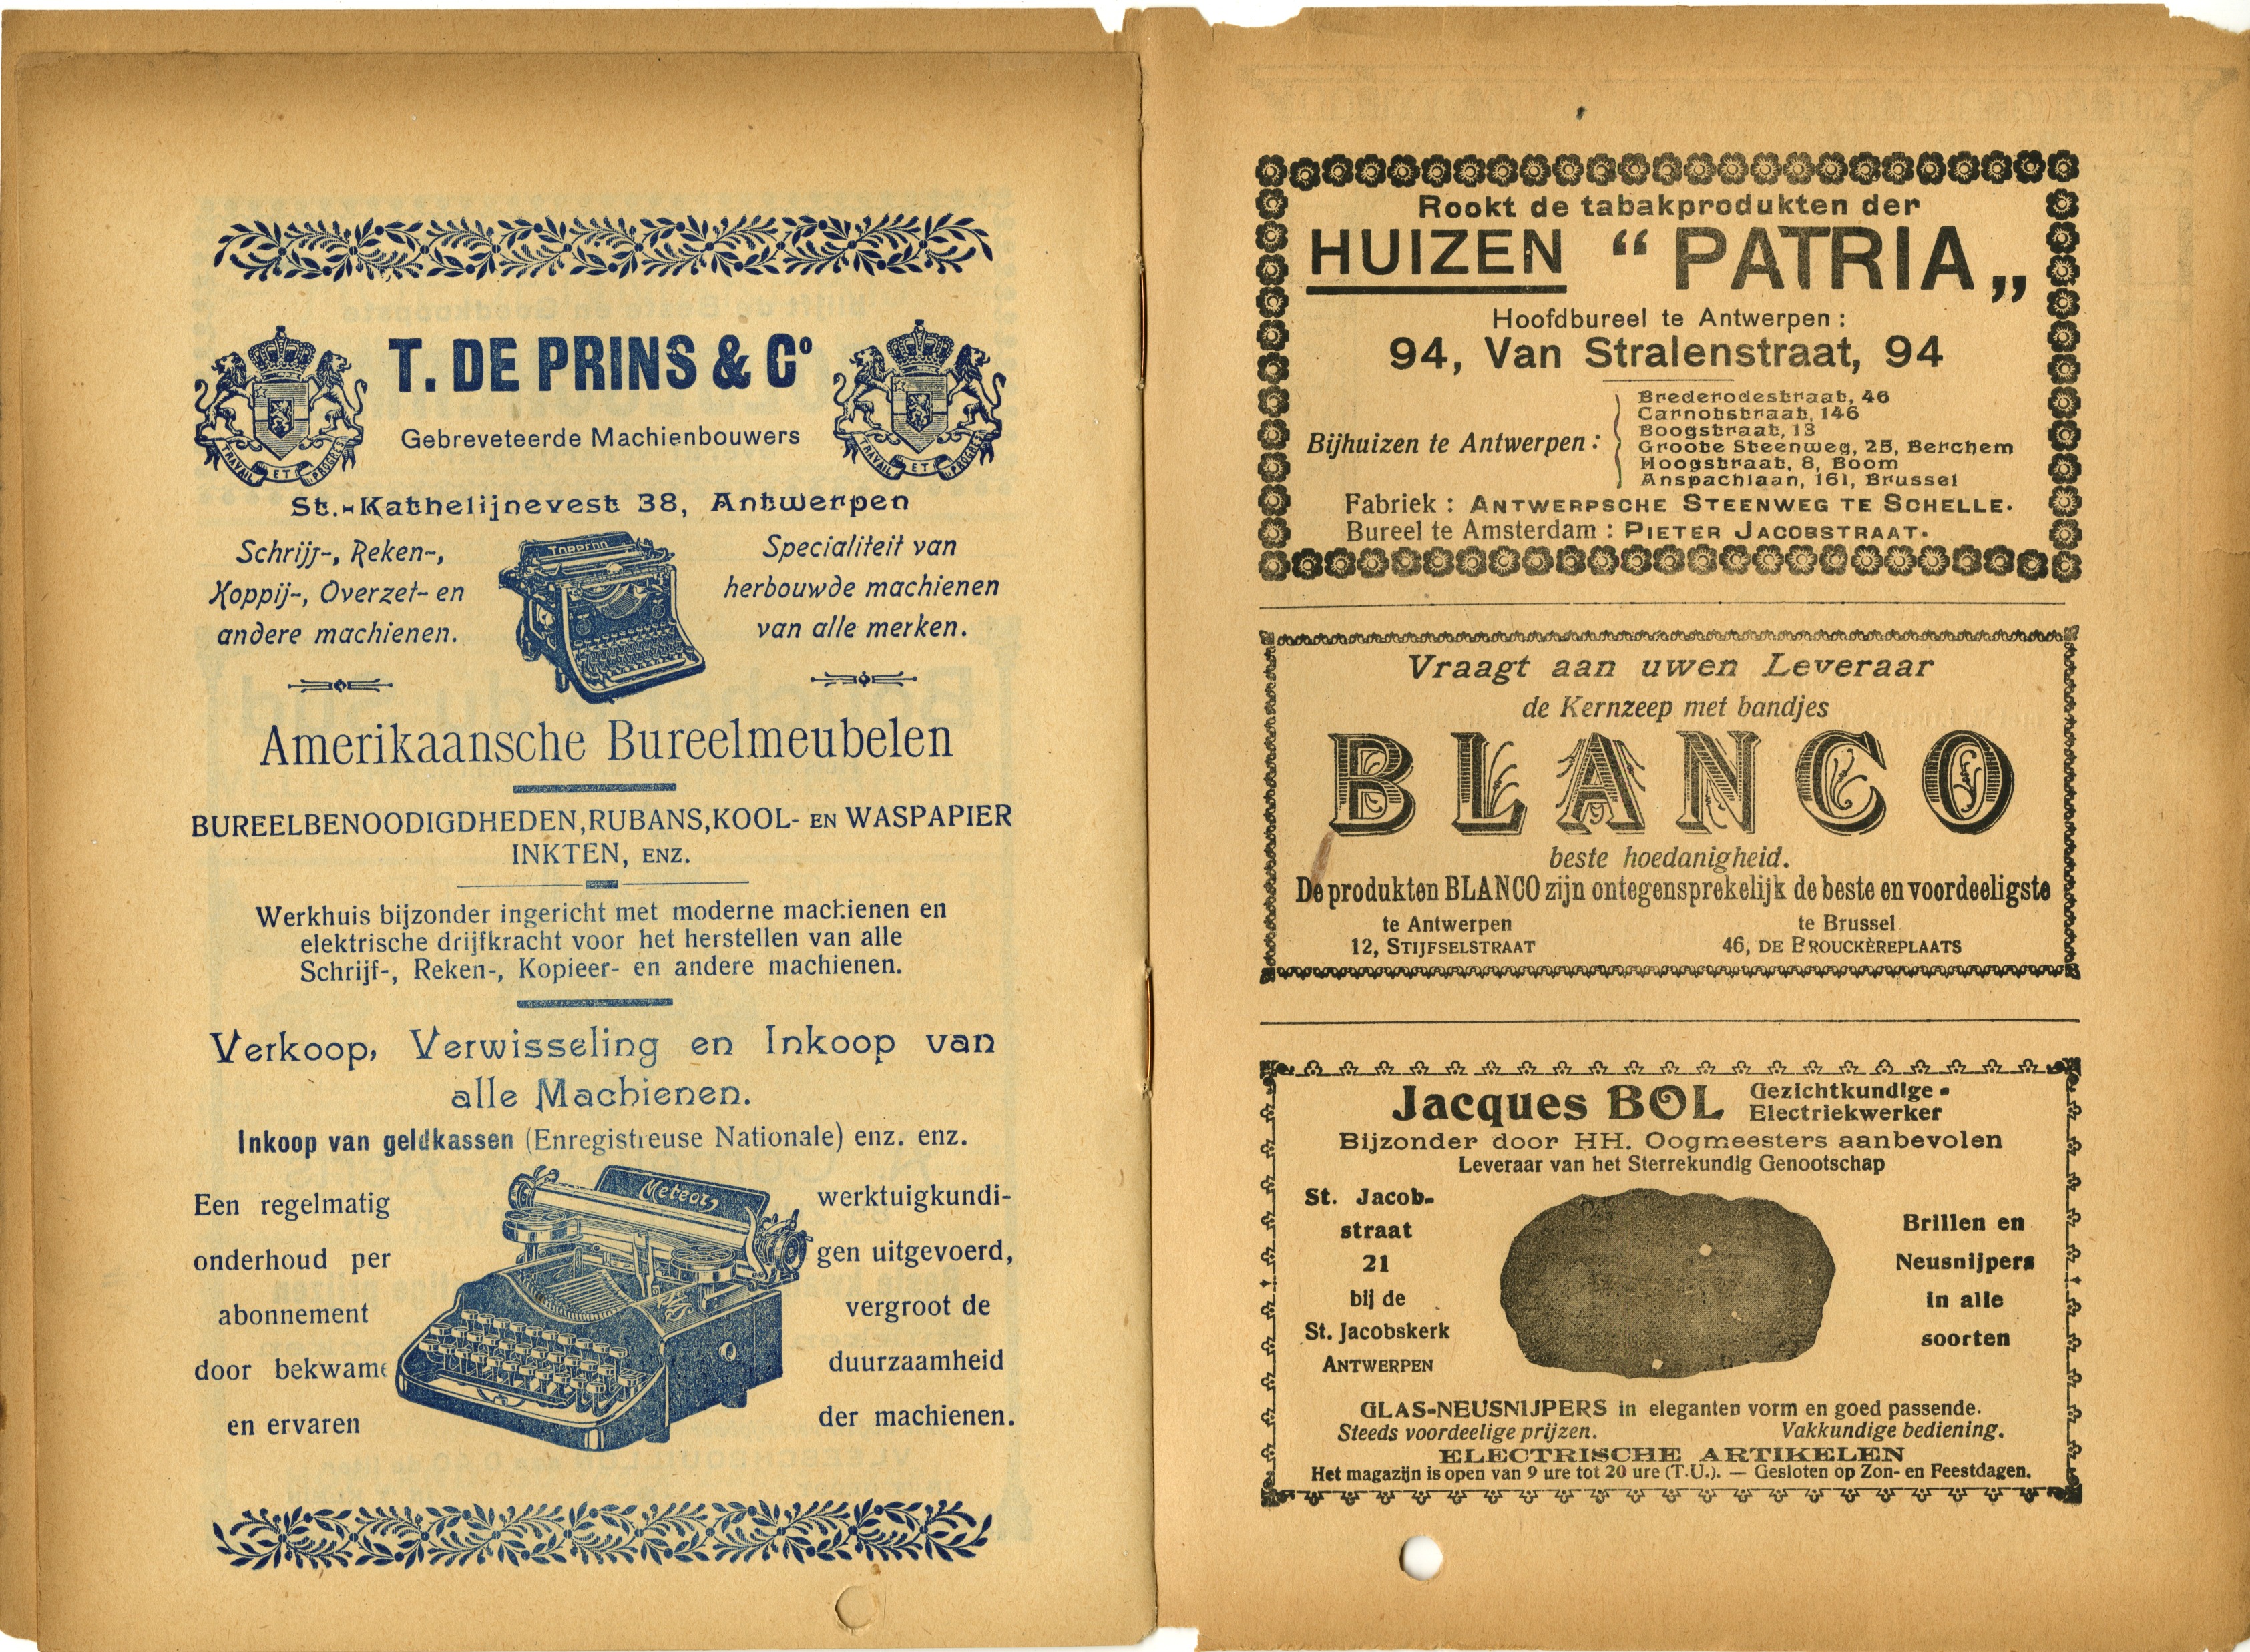 T. DE PRINS & Cº
Gebreveteerde Machienbouwers
TRAVAIL ET PROGRES
TRAVAIL ET PROGRES
St.-Kathelijnevest 38, Antwerpen
Schrijf-, Reken-,
Koppij-, Overzet- en
andere machienen.
TORPEDO
Specialiteit van
herbouwde machienen
van alle merken.
Amerikaansche Bureelmeubelen
BUREELBENOODIGDHEDEN, RUBANS, KOOL- EN WASPAPIER
INKTEN, ENZ.
Werkhuis bijzonder ingericht met moderne machienen en
elektrische drijfkracht voor het herstellen van alle
Schrijf-, Reken-, Kopieer- en andere machienen.
Verkoop, Verwisseling en Inkoop van
alle Machienen.
Inkoop van geldkassen (Enregistreuse Nationale) enz. enz.
Een regelmatig
onderhoud per
abonnement
door bekwame
en ervaren
Meteor
werktuigkundi-
gen uitgevoerd,
vergroot de
duurzaamheid
der machienen.
Rookt de tabakprodukten der
HUIZEN “ PATRIA „
Hoofdbureel te Antwerpen :
94, Van Stralenstraat, 94
Bijhuizen te Antwerpen :
Brederodestraat, 46
Carnotstraat, 146
Boogstraat, 13
Groote Steenweg, 25, Berchem
Hoogstraat, 8, Boom
Anspachlaan, 161, Brussel
Fabriek : ANTWERPSCHE STEENWEG TE SCHELLE.
Bureel te Amsterdam : PIETER JACOBSTRAAT.
Vraagt aan uwen Leveraar
de Kernzeep met bandjes
BLANCO
beste hoedanigheid.
De produkten BLANCO zijn ontegensprekelijk de beste en voordeeligste
te Antwerpen
12, STIJFSELSTRAAT
te Brussel
46, DE BROUCKÈREPLAATS
Jacques BOL Gezichtkundige -
Electriekwerker
Bijzonder door HH. Oogmeesters aanbevolen
Leveraar van het Sterrekundig Genootschap
St. Jacob-
straat
21
bij de
St. Jacobskerk
ANTWERPEN
Brillen en
Neusnijpers
in alle
soorten
GLAS-NEUSNIJPERS in eleganten vorm en goed passende.
Steeds voordeelige prijzen. Vakkundige bediening.
ELECTRISCHE ARTIKELEN
Het magazijn is open van 9 ure tot 20 ure (T.U.). — Gesloten op Zon- en Feestdagen.